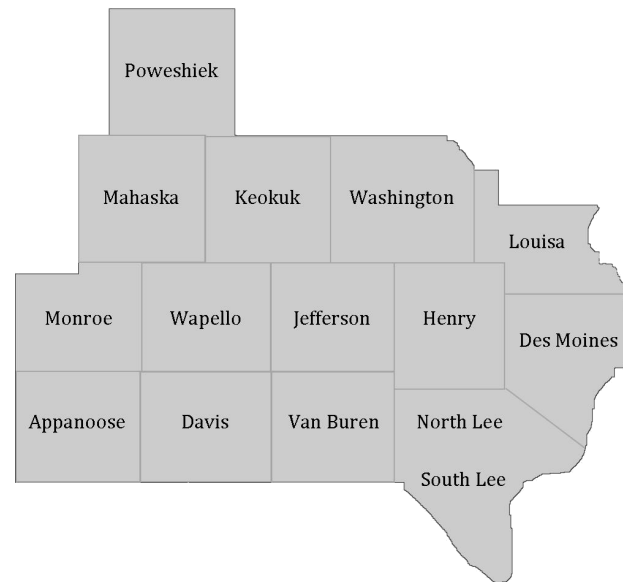 Poweshiek
Mahaska
Keokuk
Washington
Louisa
Monroe
Wapello
Jefferson
Henry
Des Moines
Appanoose
Davis
Van Buren
North Lee
South Lee